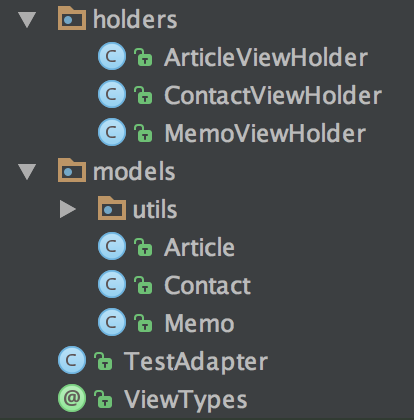 holders
C ArticleViewHolder
C ContactViewHolder
C MemoViewHolder
models
utils
C Article
C Contact
C Memo
C TestAdapter
@ ViewTypes